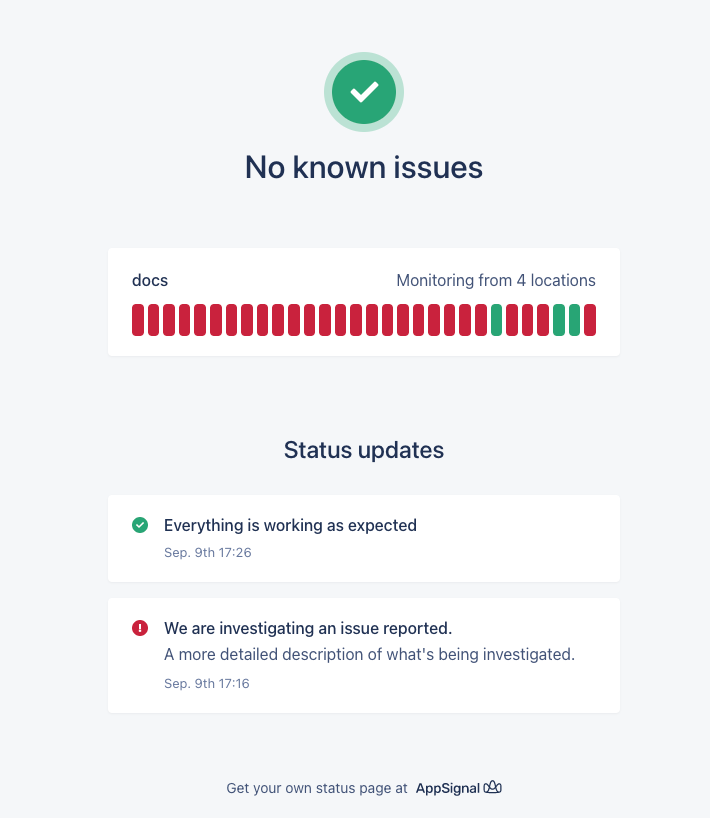 No known issues
docs
Monitoring from 4 locations
Status updates
Everything is working as expected
Sep. 9th 17:26
We are investigating an issue reported.
A more detailed description of what's being investigated.
Sep. 9th 17:16
Get your own status page at AppSignal